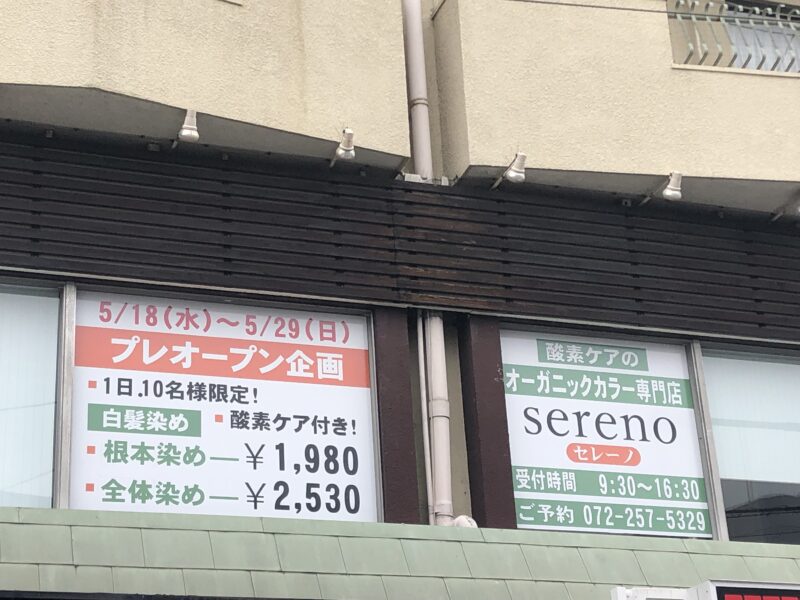 5/18(水)～5/29(日)
プレオープン企画
▪1日.10名様限定!
白髪染め ▪酸素ケア付き!
▪根本染め―￥1,980
▪全体染め―￥2,530
酸素ケアの
オーガニックカラー専門店
sereno
セレーノ
受付時間 9:30～16:30
ご予約 072-257-5329